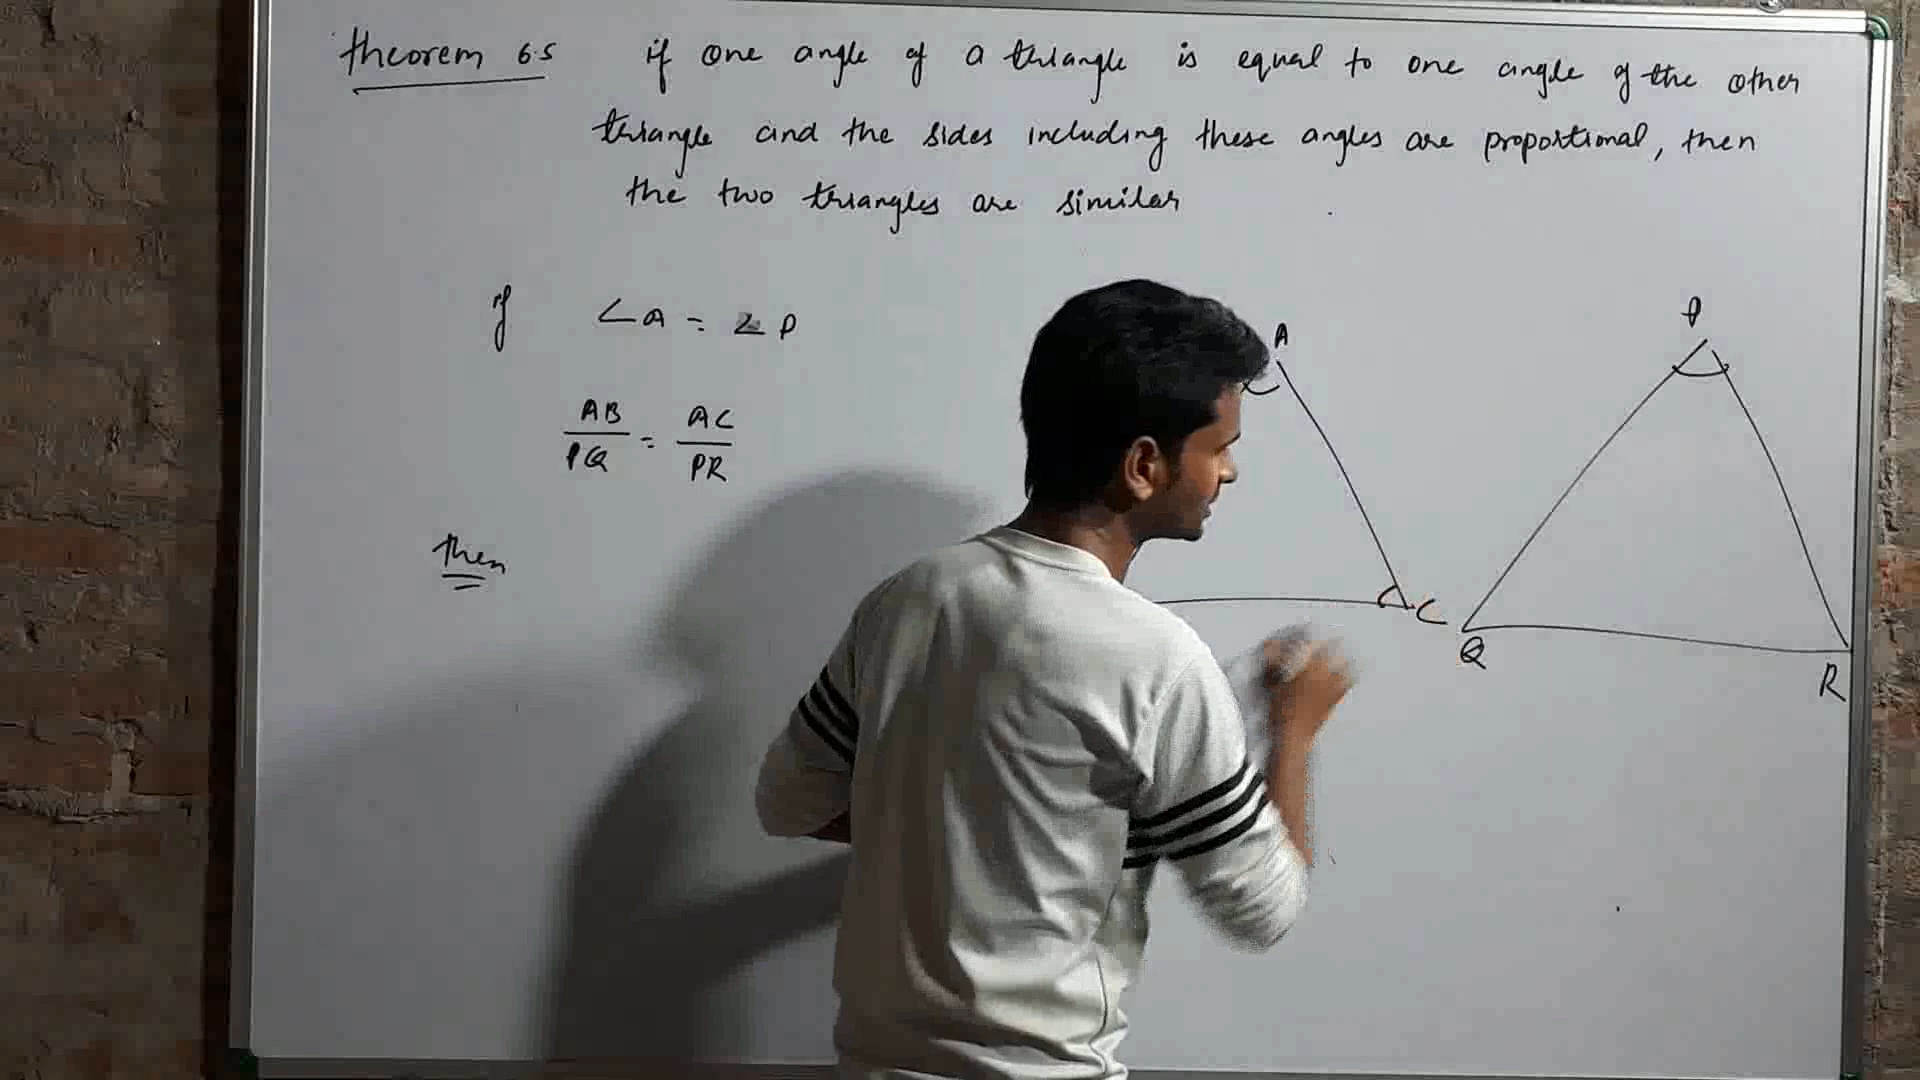 theorem 6.5 if one angle of a triangle is equal to one angle of the other
triangle and the sides including these angles are proportional, then
the two triangles are similar
if ∠A = ∠P
AB/PQ = AC/PR
then
A
P
C
Q
R